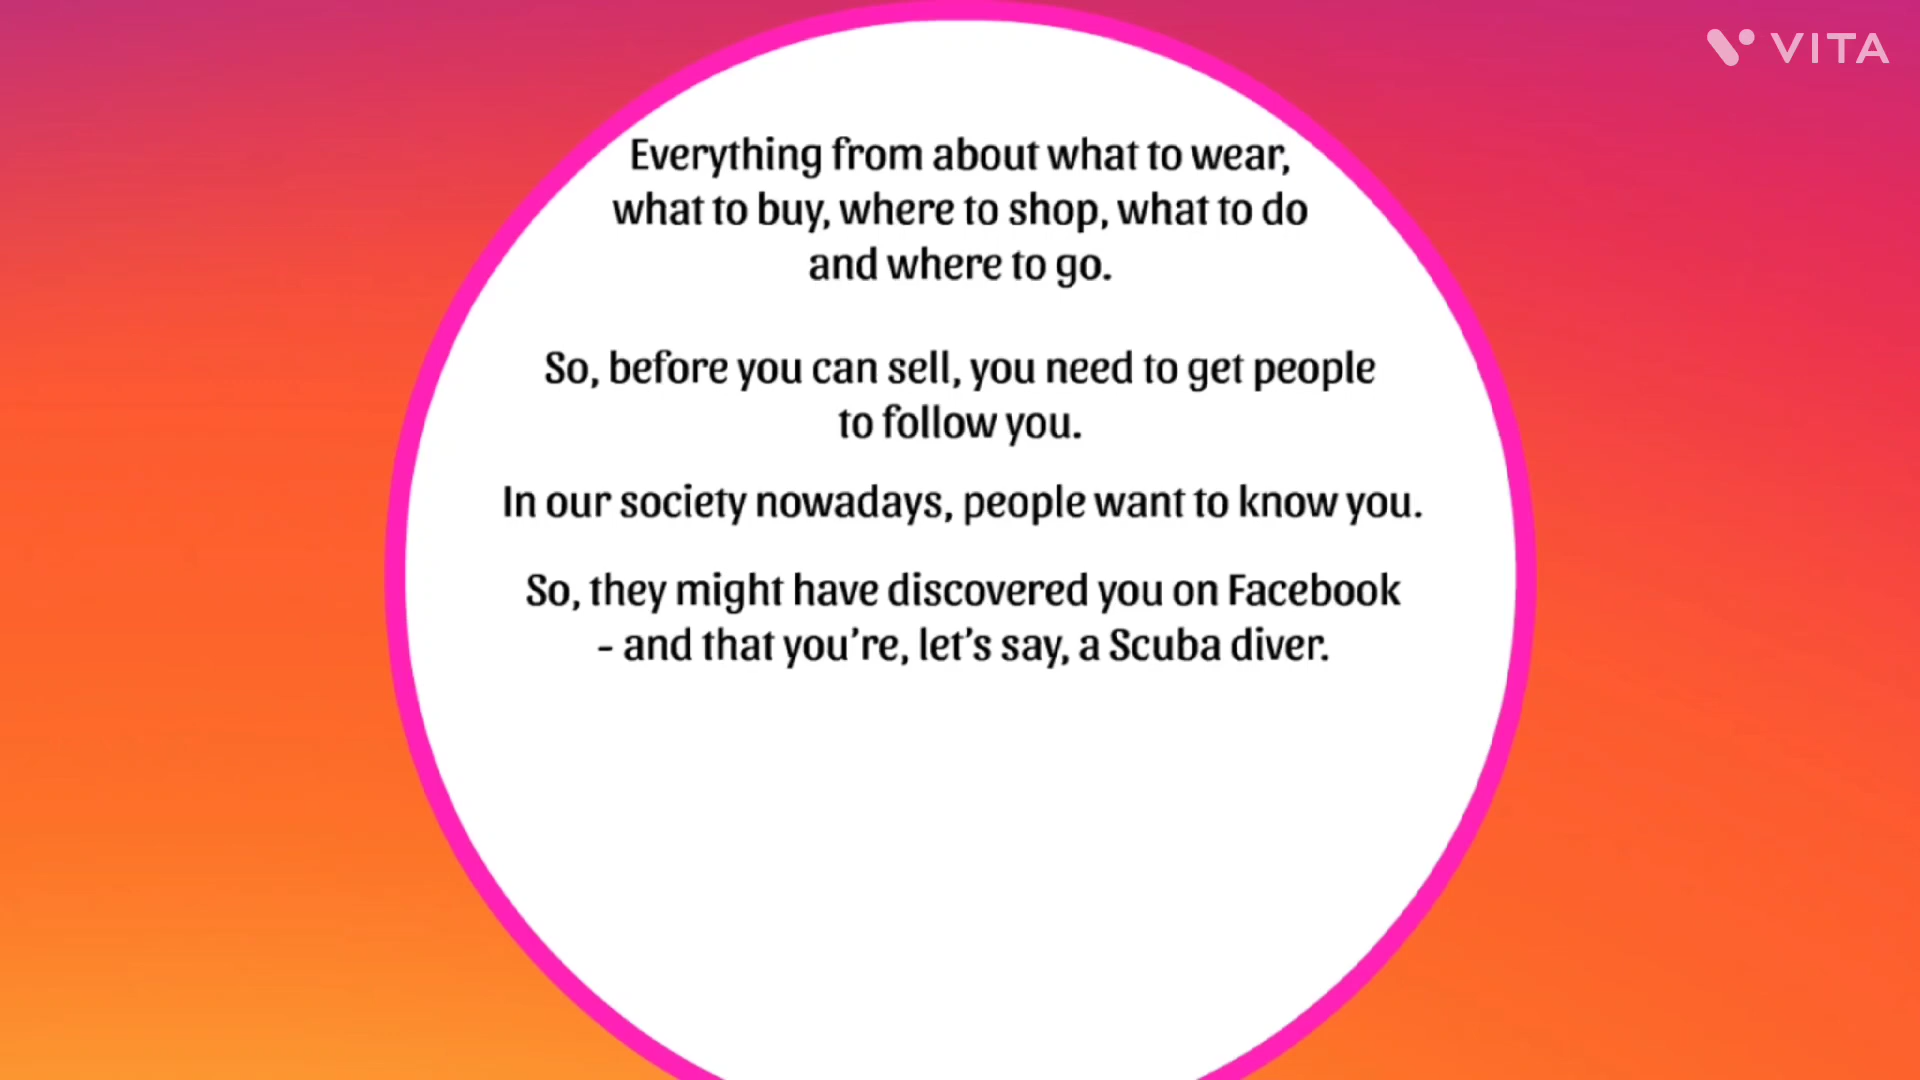 VITA
Everything from about what to wear,
what to buy, where to shop, what to do
and where to go.
So, before you can sell, you need to get people
to follow you.
In our society nowadays, people want to know you.
So, they might have discovered you on Facebook
- and that you’re, let’s say, a Scuba diver.